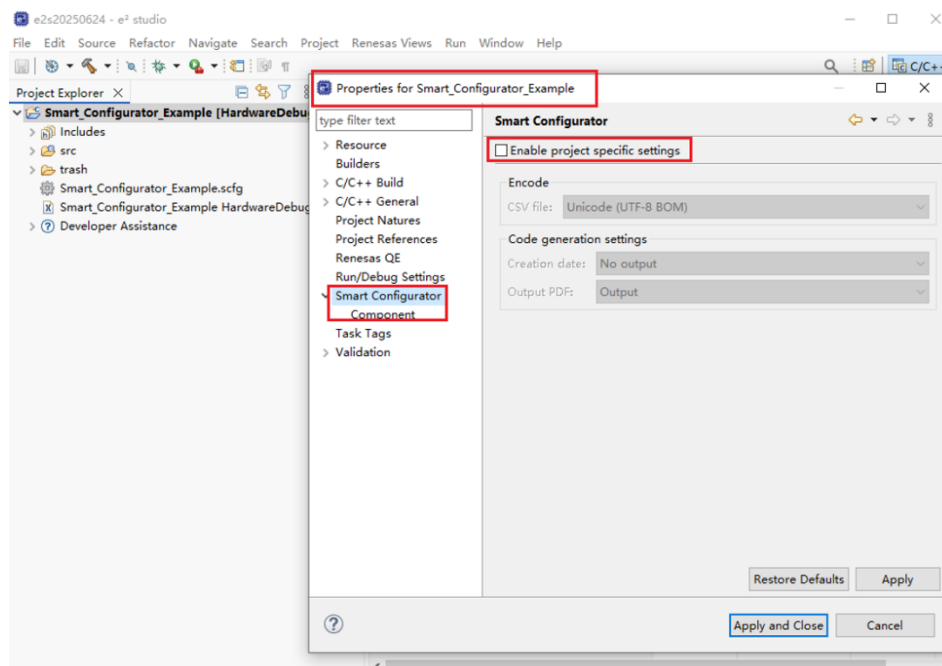 e2s20250624 - e² studio
File Edit Source Refactor Navigate Search Project Renesas Views Run Window Help
C/C++
Project Explorer
Smart_Configurator_Example [HardwareDebu
Includes
src
trash
Smart_Configurator_Example.scfg
Smart_Configurator_Example HardwareDebug
Developer Assistance
Properties for Smart_Configurator_Example
type filter text
Resource
Builders
C/C++ Build
C/C++ General
Project Natures
Project References
Renesas QE
Run/Debug Settings
Smart Configurator
Component
Task Tags
Validation
Smart Configurator
Enable project specific settings
Encode
CSV file: Unicode (UTF-8 BOM)
Code generation settings
Creation date: No output
Output PDF: Output
Restore Defaults Apply
Apply and Close Cancel